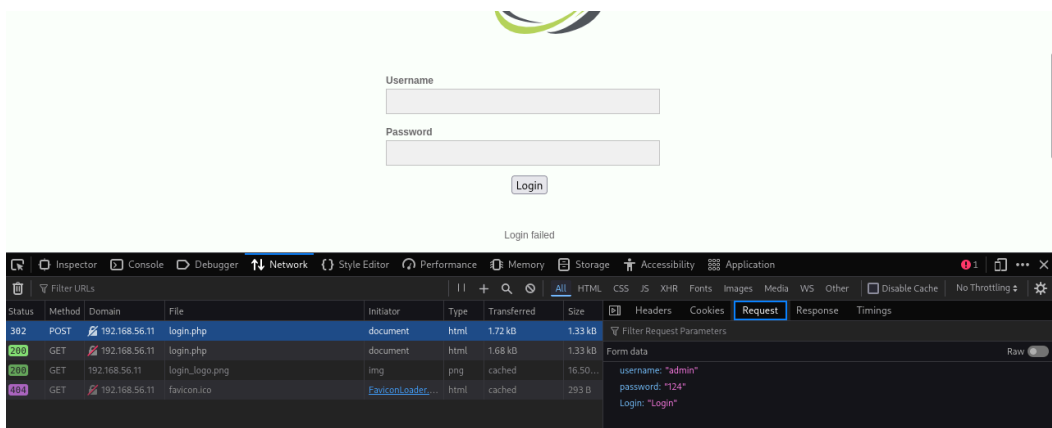 Username
Password
Login
Login failed
Inspector Console Debugger Network Style Editor Performance Memory Storage Accessibility Application 1
Filter URLs All HTML CSS JS XHR Fonts Images Media WS Other Disable Cache No Throttling
Status Method Domain File Initiator Type Transferred Size Headers Cookies Request Response Timings
302 POST 192.168.56.11 login.php document html 1.72 kB 1.33 kB Filter Request Parameters
200 GET 192.168.56.11 login.php document html 1.68 kB 1.33 kB Form data Raw
200 GET 192.168.56.11 login_logo.png img png cached 16.50… username: "admin"
404 GET 192.168.56.11 favicon.ico FaviconLoader.… html cached 293 B password: "124"
Login: "Login"